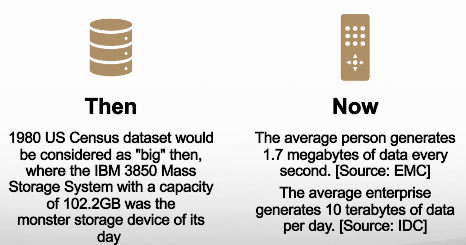 Then
1980 US Census dataset would
be considered as "big" then,
where the IBM 3850 Mass
Storage System with a capacity
of 102.2GB was the
monster storage device of its
day
Now
The average person generates
1.7 megabytes of data every
second. [Source: EMC]
The average enterprise
generates 10 terabytes of data
per day. [Source: IDC]